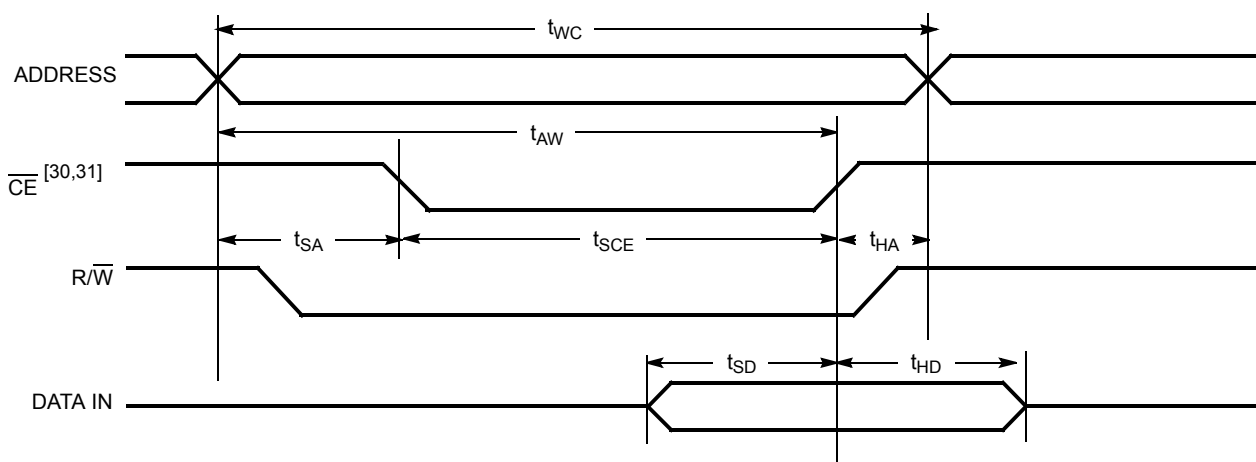 tWC
ADDRESS
tAW
CE [30,31]
tSA tSCE tHA
R/W
tSD tHD
DATA IN